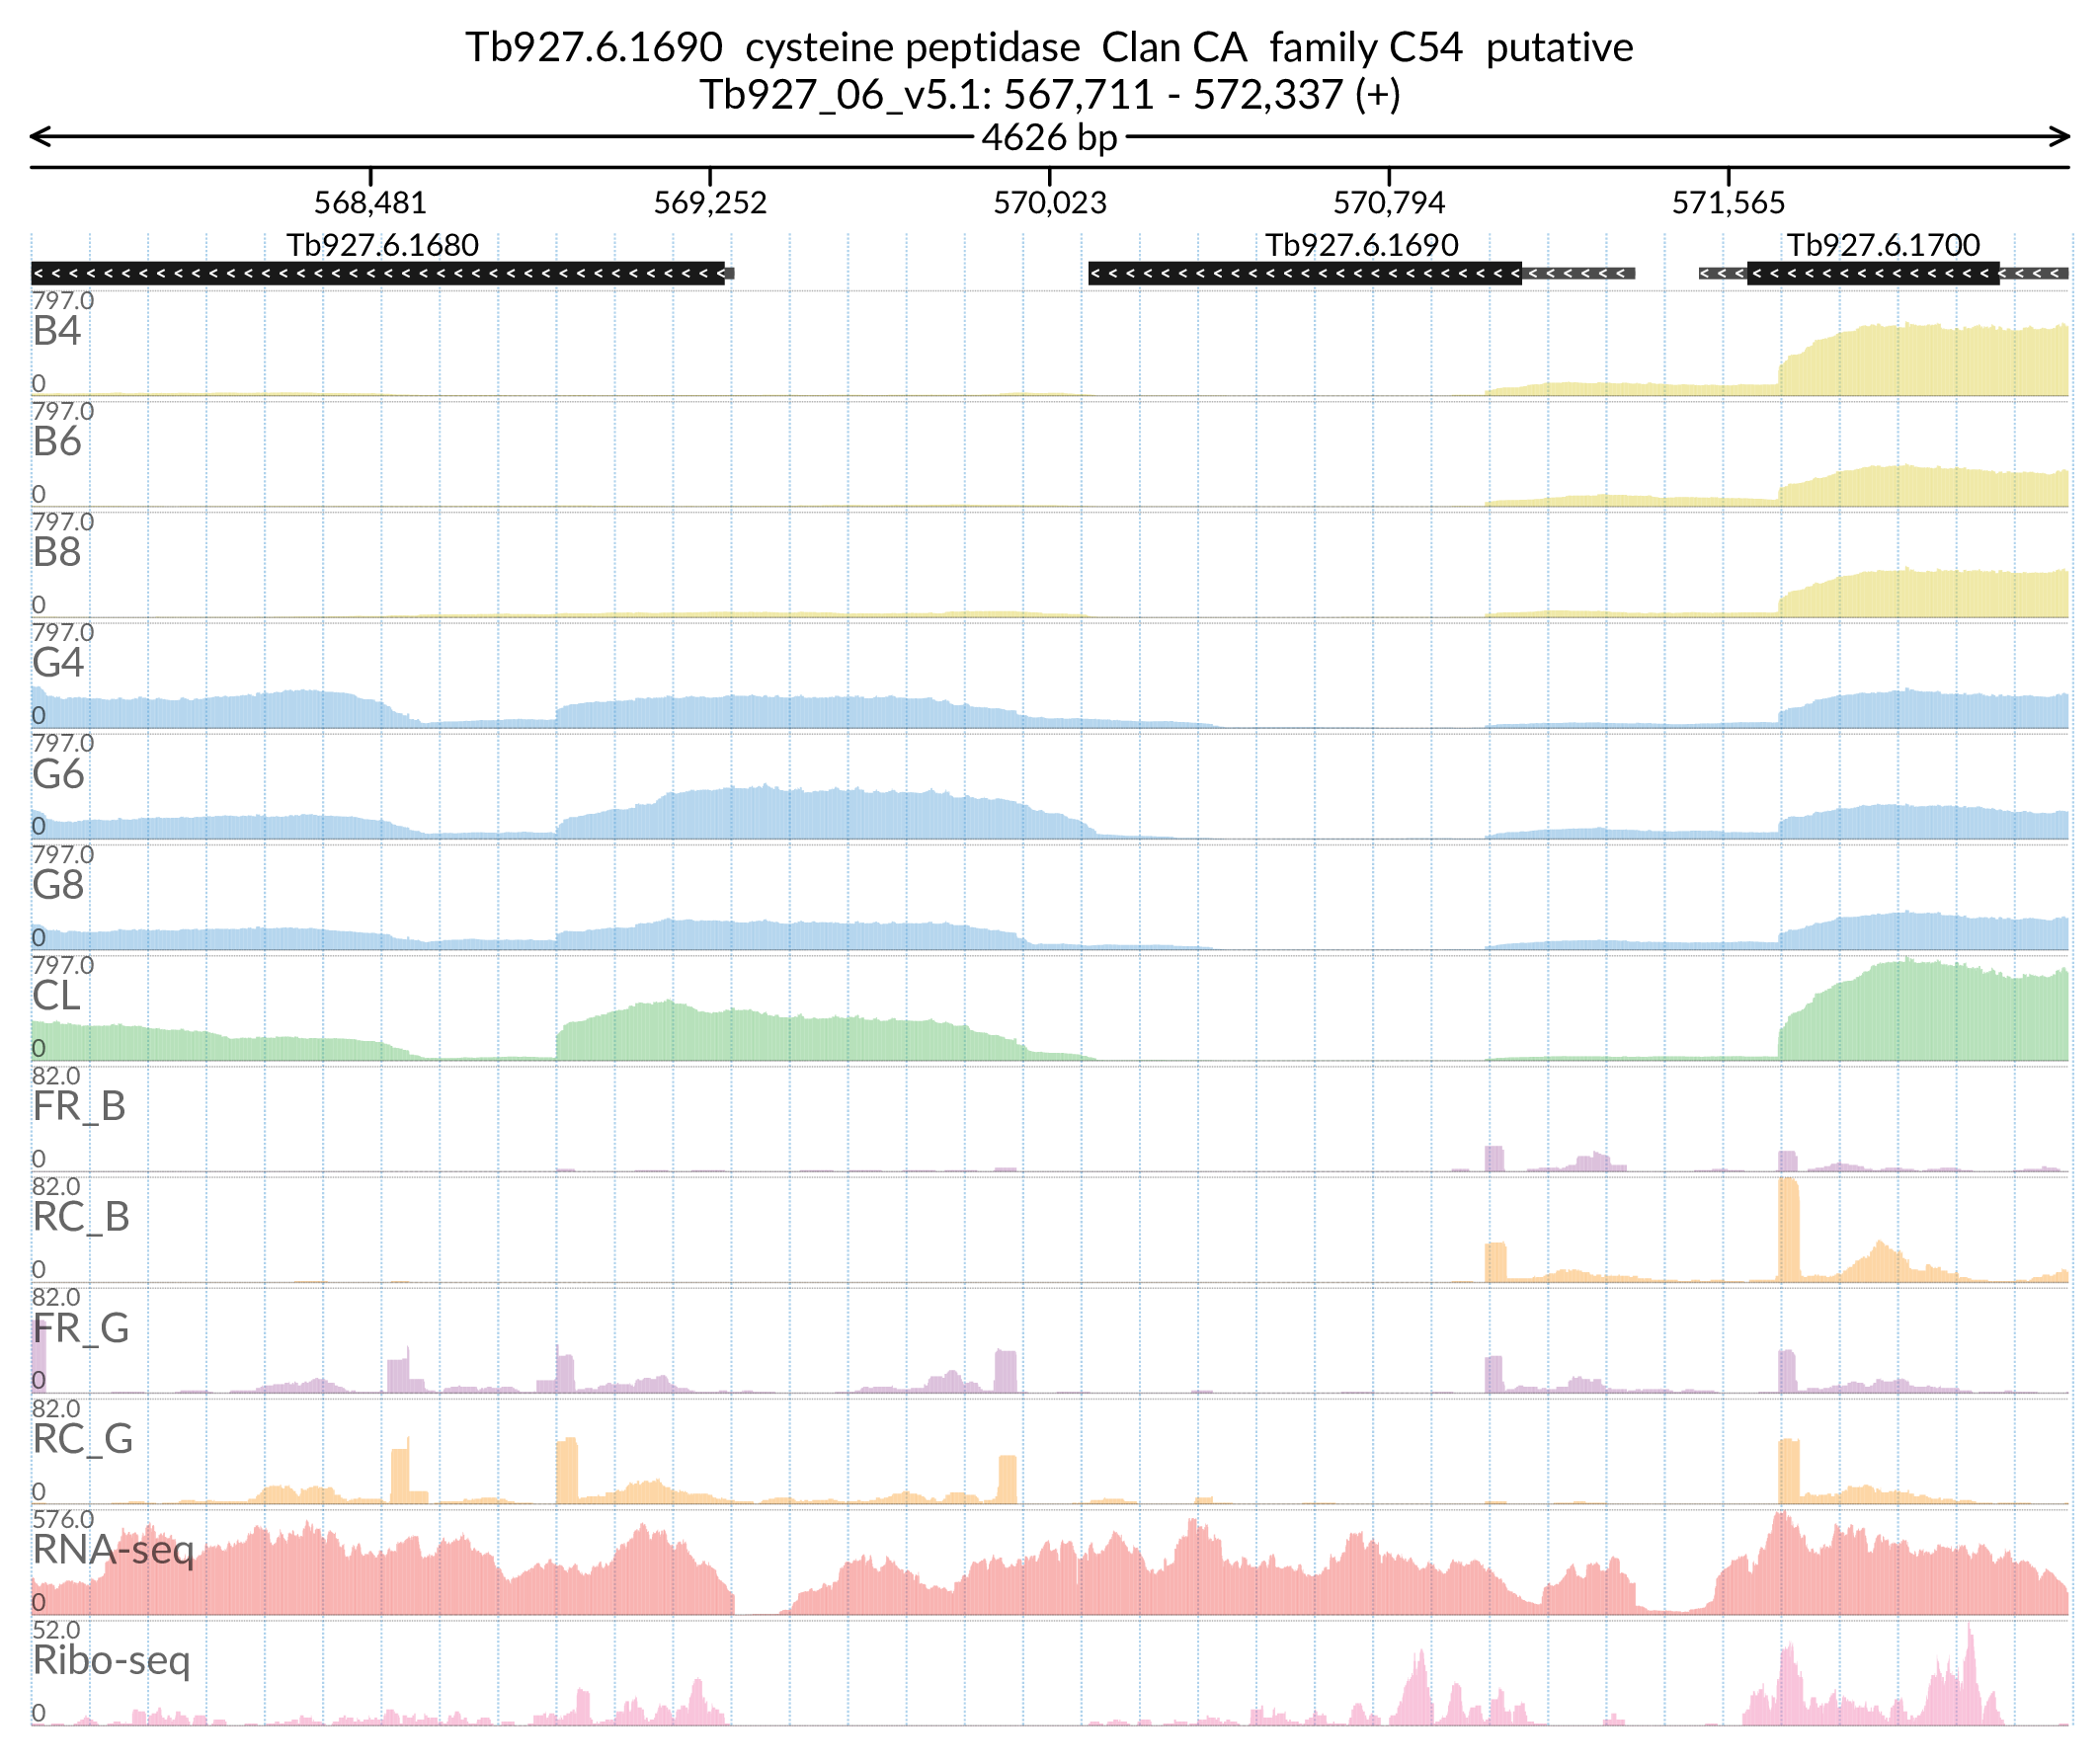 Tb927.6.1690  cysteine peptidase  Clan CA  family C54  putative
Tb927_06_v5.1: 567,711 - 572,337 (+)
4626 bp
568,481 569,252 570,023 570,794 571,565
Tb927.6.1680 Tb927.6.1690 Tb927.6.1700
797.0
B4
0
797.0
B6
0
797.0
B8
0
797.0
G4
0
797.0
G6
0
797.0
G8
0
797.0
CL
0
82.0
FR_B
0
82.0
RC_B
0
82.0
FR_G
0
82.0
RC_G
0
576.0
RNA-seq
0
52.0
Ribo-seq
0